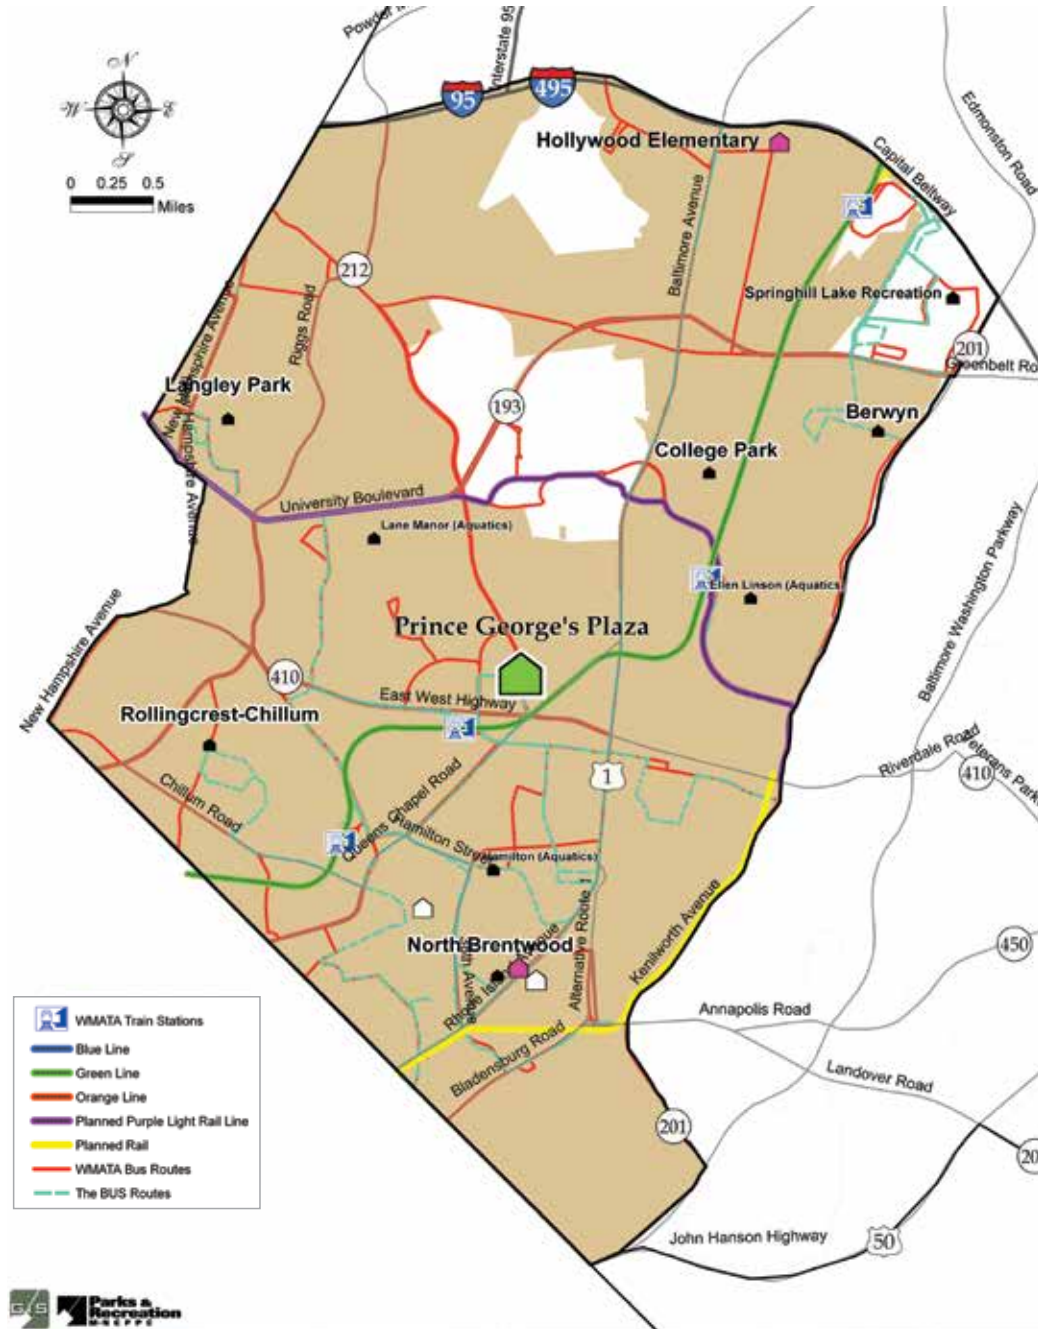 N
W
E
S
0 0.25 0.5
Miles
Interstate 95
95
495
Hollywood Elementary
Edmonston Road
Capital Beltway
Baltimore Avenue
212
Springhill Lake Recreation
Riggs Road
New Hampshire Avenue
201
Greenbelt Ro
Langley Park
193
Berwyn
New Hampshire Avenue
College Park
University Boulevard
Lane Manor (Aquatics)
Baltimore Washington Parkway
Ellen Linson (Aquatics
Prince George's Plaza
New Hampshire Avenue
410
East West Highway
Rollingcrest-Chillum
Riverdale Road
Veterans Park
410
1
Chillum Road
Queens Chapel Road
Hamilton Stre
Hamilton (Aquatics)
Alternative Route 1
Kenilworth Avenue
North Brentwood
450
Rhode Island Avenue
Annapolis Road
Bladensburg Road
Landover Road
201
20
John Hanson Highway
50
WMATA Train Stations
Blue Line
Green Line
Orange Line
Planned Purple Light Rail Line
Planned Rail
WMATA Bus Routes
The BUS Routes
GIS
Parks &
Recreation
M-NCPPC